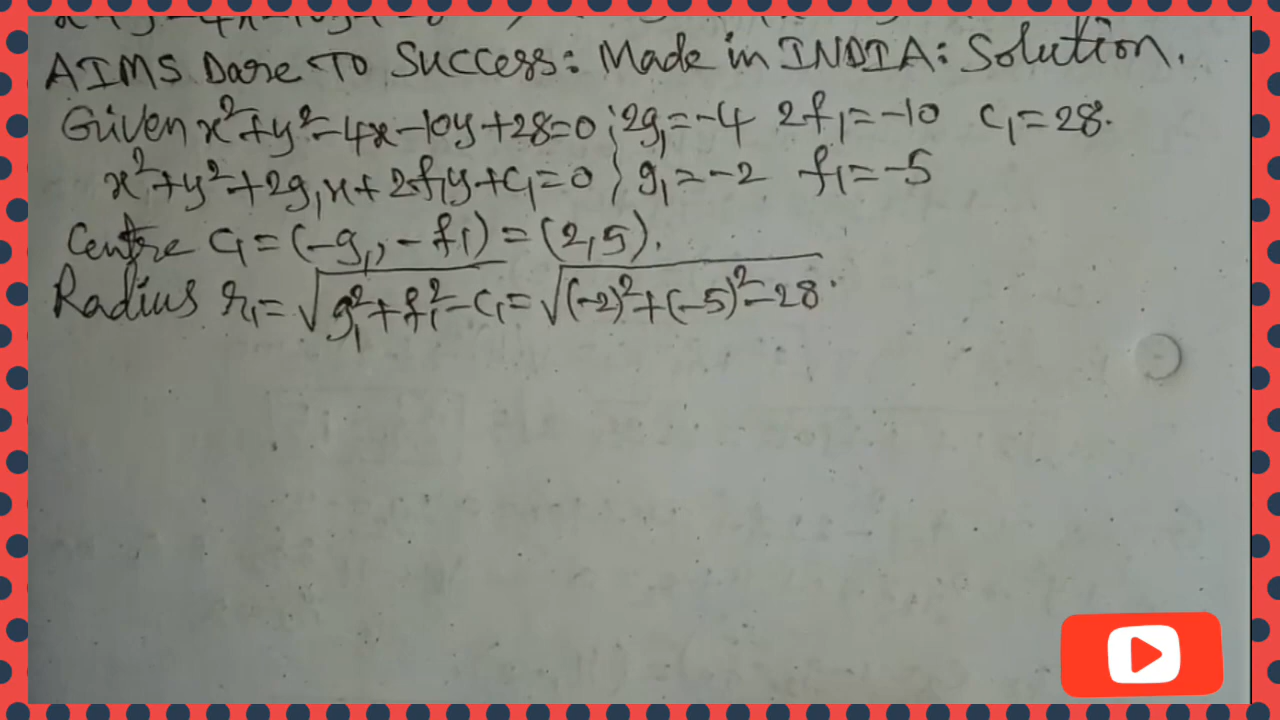 AIMS Dare To Success: Made in INDIA: Solution.
Given x²+y²-4x-10y+28=0; 2g₁=-4 2f₁=-10 c₁=28.
x²+y²+2g₁x+2f₁y+c₁=0; g₁=-2 f₁=-5
Centre C₁=(-g₁,-f₁)=(2,5).
Radius r₁=√(g₁²+f₁²-c₁)=√((-2)²+(-5)²-28).